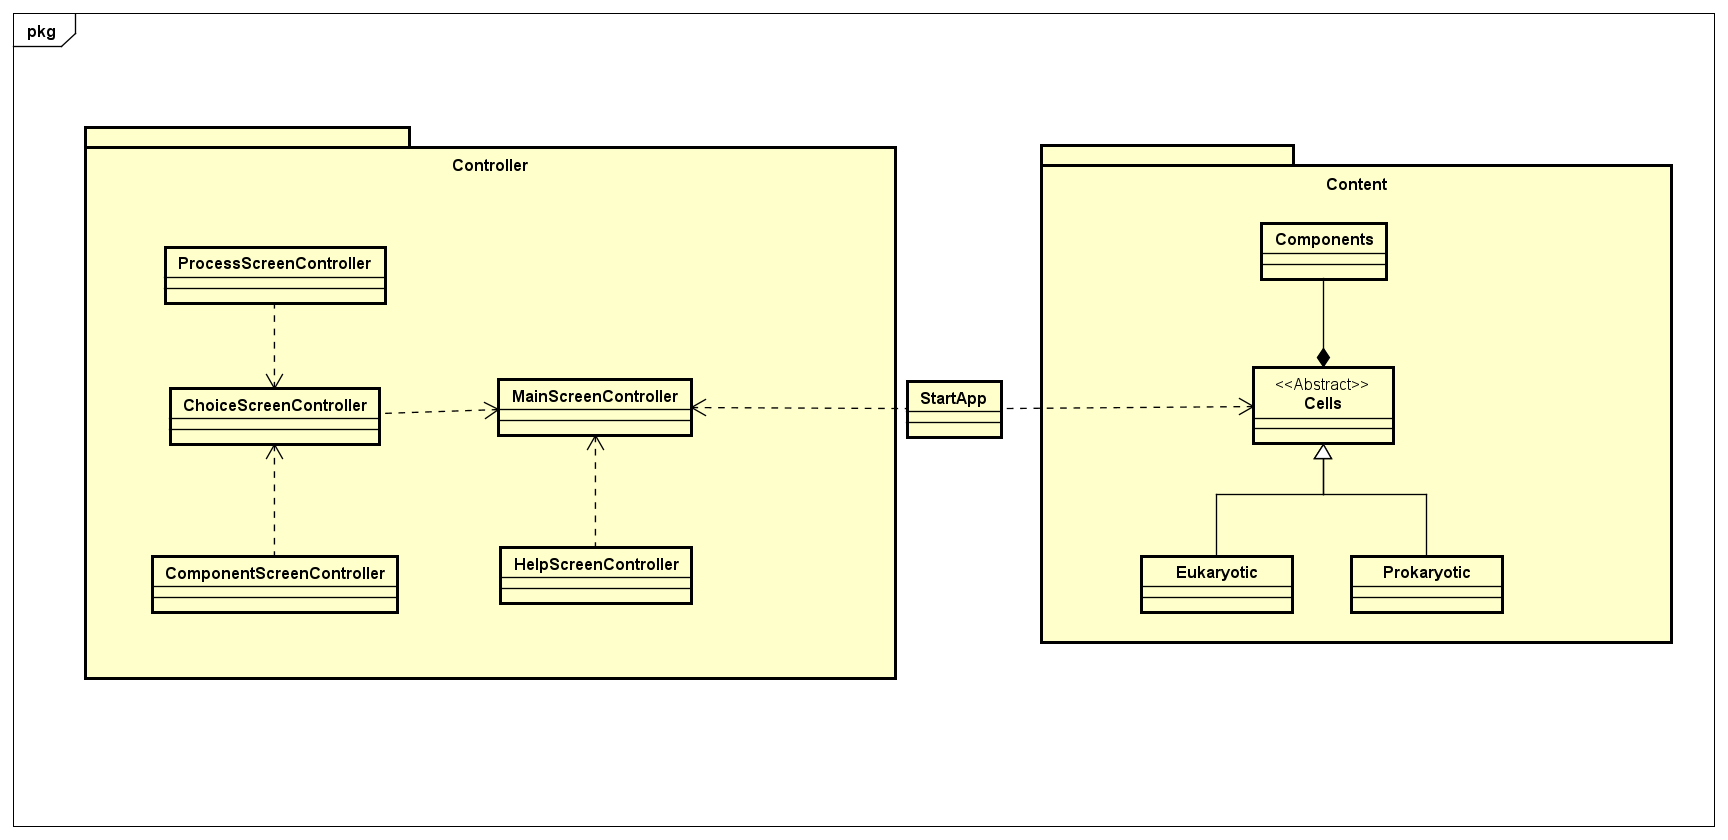 pkg
Controller
Content
ProcessScreenController
Components
ChoiceScreenController
MainScreenController
StartApp
<<Abstract>>
Cells
ComponentScreenController
HelpScreenController
Eukaryotic
Prokaryotic